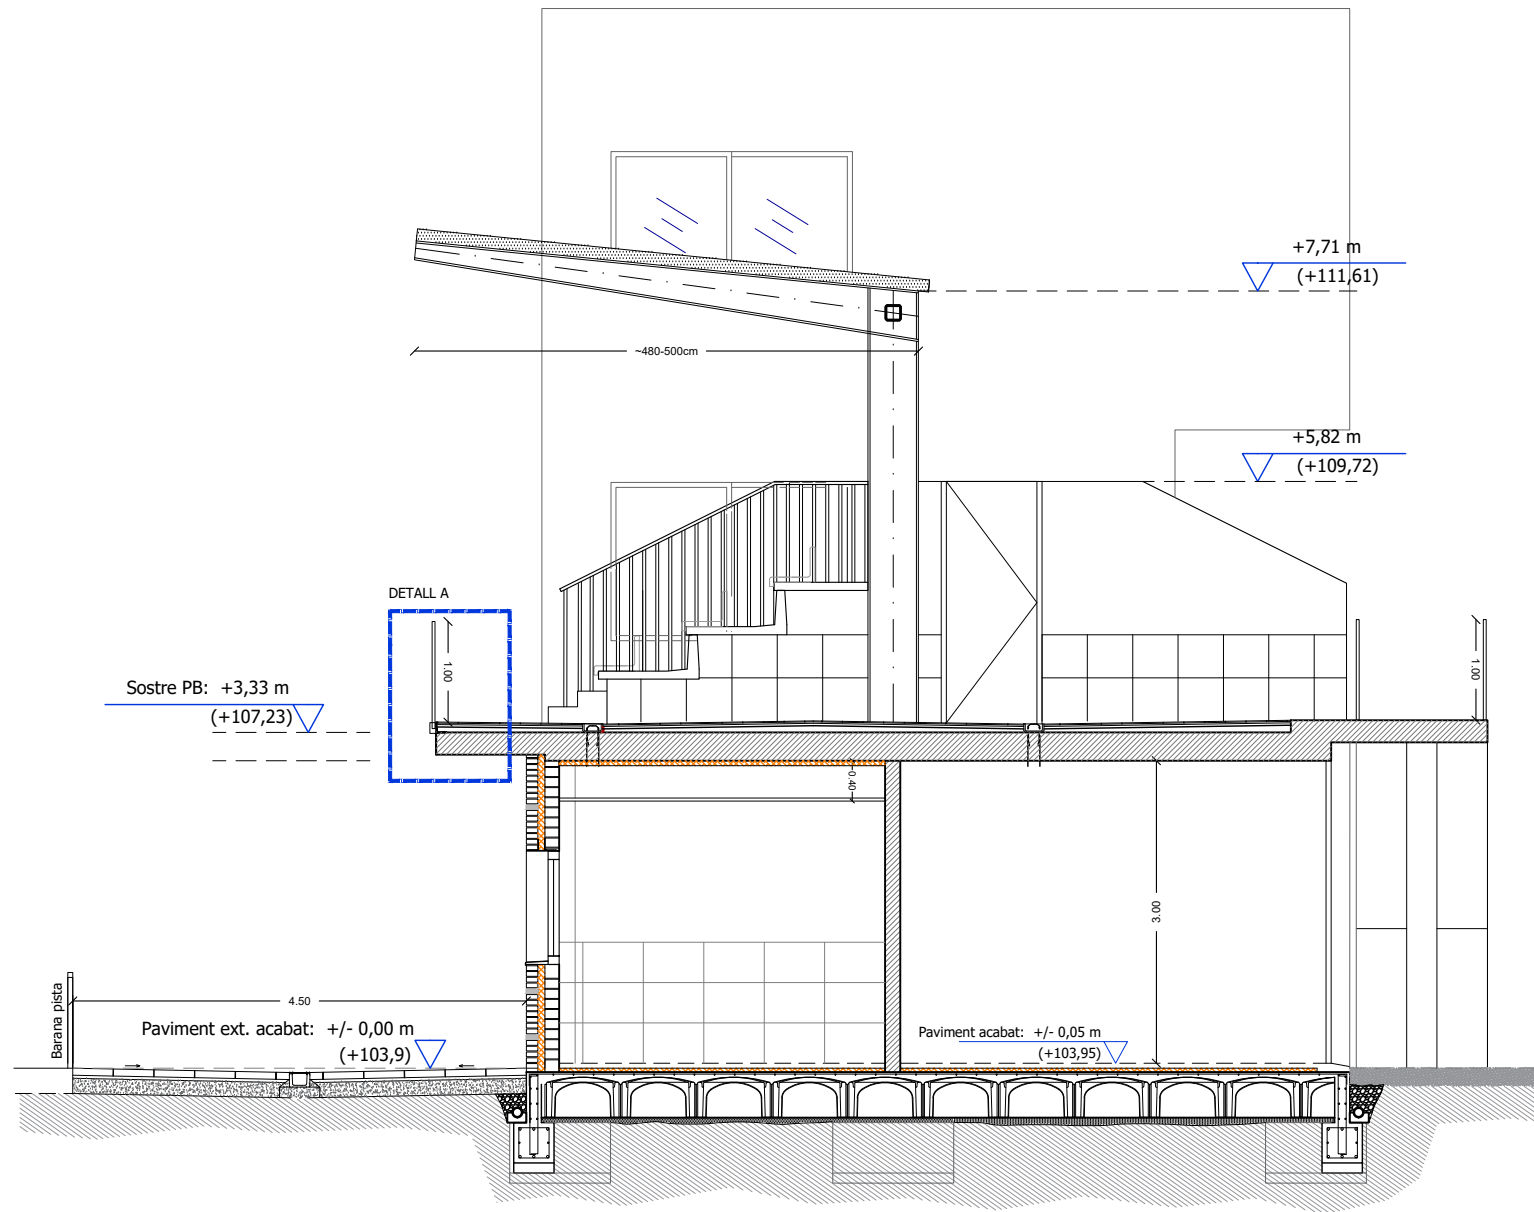 +7,71 m
(+111,61)
~480-500cm
+5,82 m
(+109,72)
DETALL A
1.00
1.00
Sostre PB: +3,33 m
(+107,23)
0.40
3.00
Barana pista
4.50
Paviment ext. acabat: +/- 0,00 m
(+103,9)
Paviment acabat: +/- 0,05 m
(+103,95)